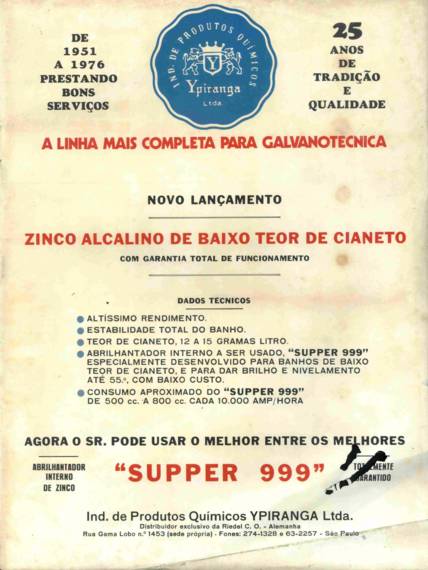 DE
1951
A 1976
PRESTANDO
BONS
SERVIÇOS
IND. DE PRODUTOS QUÍMICOS
Y
Ypiranga
Ltda.
25
ANOS
DE
TRADIÇÃO
E
QUALIDADE
A LINHA MAIS COMPLETA PARA GALVANOTECNICA
NOVO LANÇAMENTO
ZINCO ALCALINO DE BAIXO TEOR DE CIANETO
COM GARANTIA TOTAL DE FUNCIONAMENTO
DADOS TÉCNICOS
ALTÍSSIMO RENDIMENTO.
ESTABILIDADE TOTAL DO BANHO.
TEOR DE CIANETO, 12 A 15 GRAMAS LITRO.
ABRILHANTADOR INTERNO A SER USADO, "SUPPER 999"
ESPECIALMENTE DESENVOLVIDO PARA BANHOS DE BAIXO
TEOR DE CIANETO, E PARA DAR BRILHO E NIVELAMENTO
ATÉ 55.º, COM BAIXO CUSTO.
CONSUMO APROXIMADO DO "SUPPER 999"
DE 500 cc. A 800 cc. CADA 10.000 AMP/HORA
AGORA O SR. PODE USAR O MELHOR ENTRE OS MELHORES
ABRILHANTADOR
INTERNO
DE ZINCO
"SUPPER 999"
GARANTIDO
Ind. de Produtos Químicos YPIRANGA Ltda.
Distribuidor exclusivo da Riedel C. O. - Alemanha
Rua Gama Lobo n.º 1453 (sede própria) - Fones: 274-1328 e 63-2257 - São Paulo